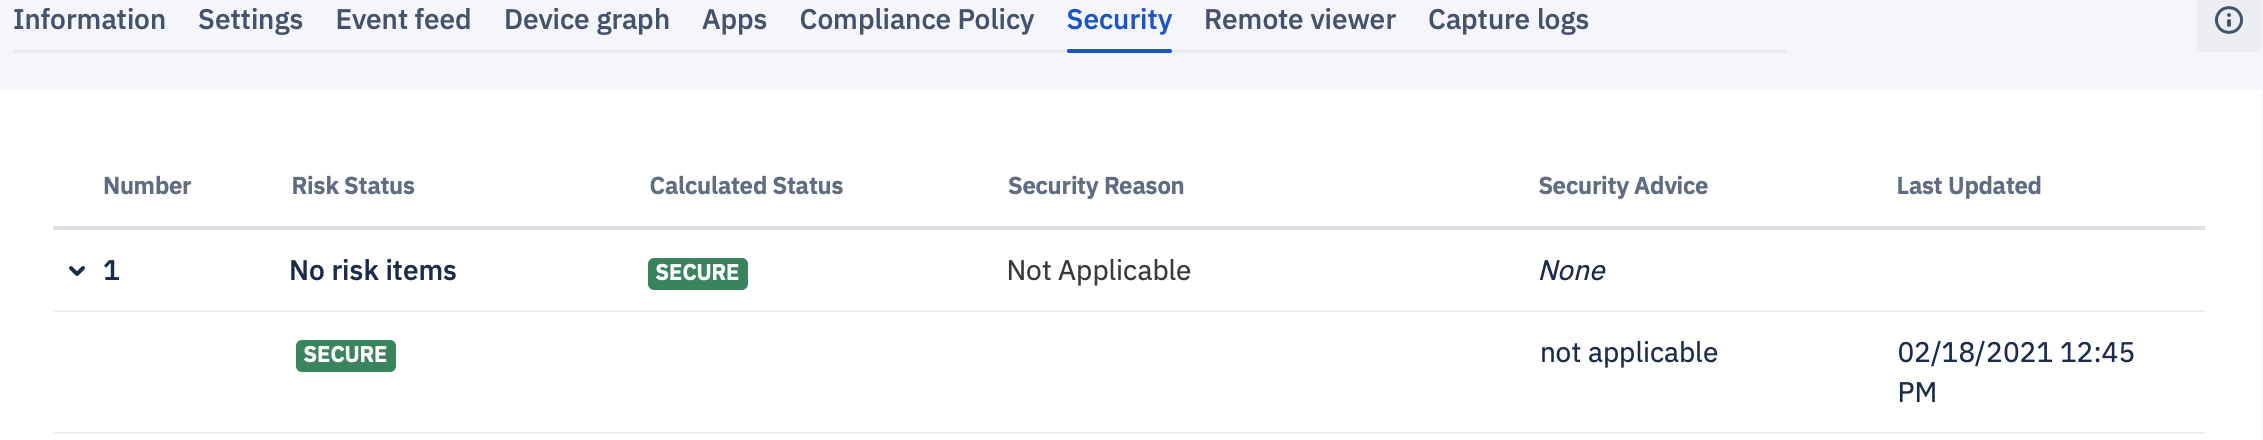 Information Settings Event feed Device graph Apps Compliance Policy Security Remote viewer Capture logs
Number Risk Status Calculated Status Security Reason Security Advice Last Updated
1 No risk items SECURE Not Applicable None
SECURE not applicable 02/18/2021 12:45
PM